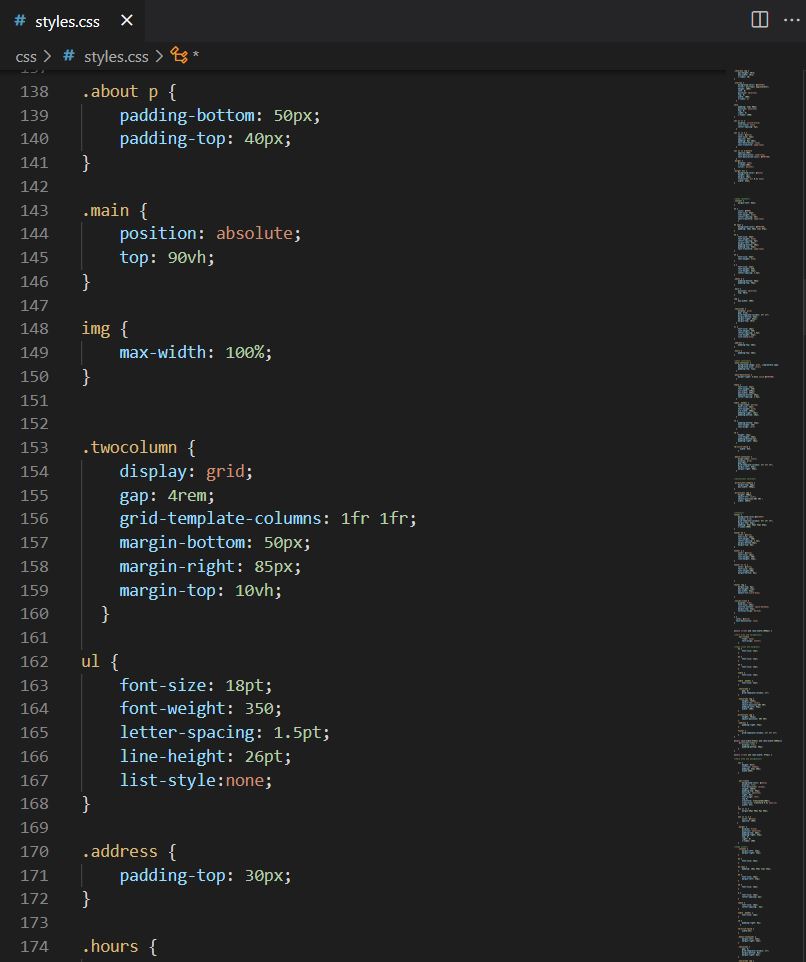 # styles.css ×
css > # styles.css > *
137
138 .about p {
139     padding-bottom: 50px;
140     padding-top: 40px;
141 }
142
143 .main {
144     position: absolute;
145     top: 90vh;
146 }
147
148 img {
149     max-width: 100%;
150 }
151
152
153 .twocolumn {
154     display: grid;
155     gap: 4rem;
156     grid-template-columns: 1fr 1fr;
157     margin-bottom: 50px;
158     margin-right: 85px;
159     margin-top: 10vh;
160   }
161
162 ul {
163     font-size: 18pt;
164     font-weight: 350;
165     letter-spacing: 1.5pt;
166     line-height: 26pt;
167     list-style:none;
168 }
169
170 .address {
171     padding-top: 30px;
172 }
173
174 .hours {